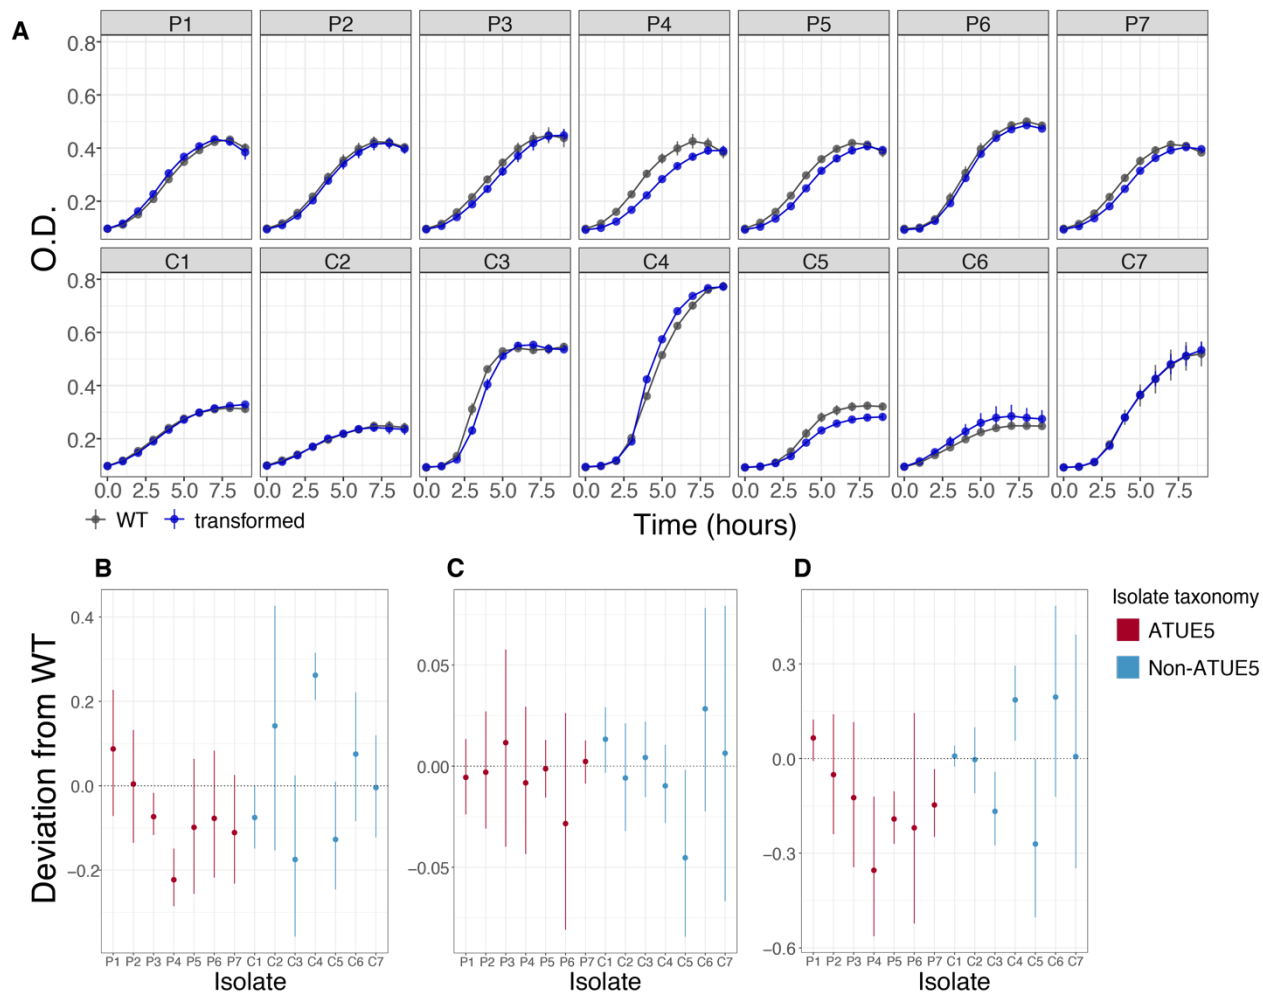 A
P1 P2 P3 P4 P5 P6 P7
0.8
0.6
0.4
0.2
O.D.
C1 C2 C3 C4 C5 C6 C7
0.8
0.6
0.4
0.2
0.0 2.5 5.0 7.5 0.0 2.5 5.0 7.5 0.0 2.5 5.0 7.5 0.0 2.5 5.0 7.5 0.0 2.5 5.0 7.5 0.0 2.5 5.0 7.5 0.0 2.5 5.0 7.5
WT transformed
Time (hours)
B
Deviation from WT
0.4
0.2
0.0
−0.2
P1 P2 P3 P4 P5 P6 P7 C1 C2 C3 C4 C5 C6 C7
Isolate
C
0.05
0.00
−0.05
P1 P2 P3 P4 P5 P6 P7 C1 C2 C3 C4 C5 C6 C7
Isolate
D
0.3
0.0
−0.3
−0.6
P1 P2 P3 P4 P5 P6 P7 C1 C2 C3 C4 C5 C6 C7
Isolate
Isolate taxonomy
ATUE5
Non-ATUE5